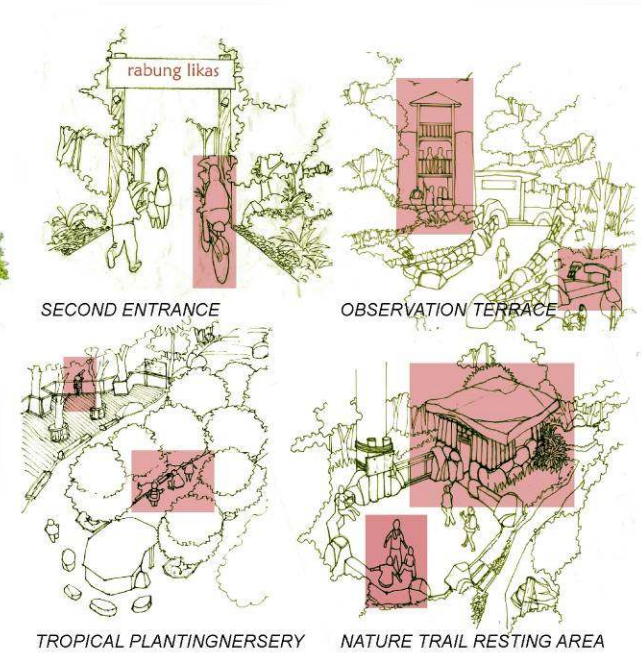 rabung likas
SECOND ENTRANCE
OBSERVATION TERRACE
TROPICAL PLANTINGNERSERY
NATURE TRAIL RESTING AREA